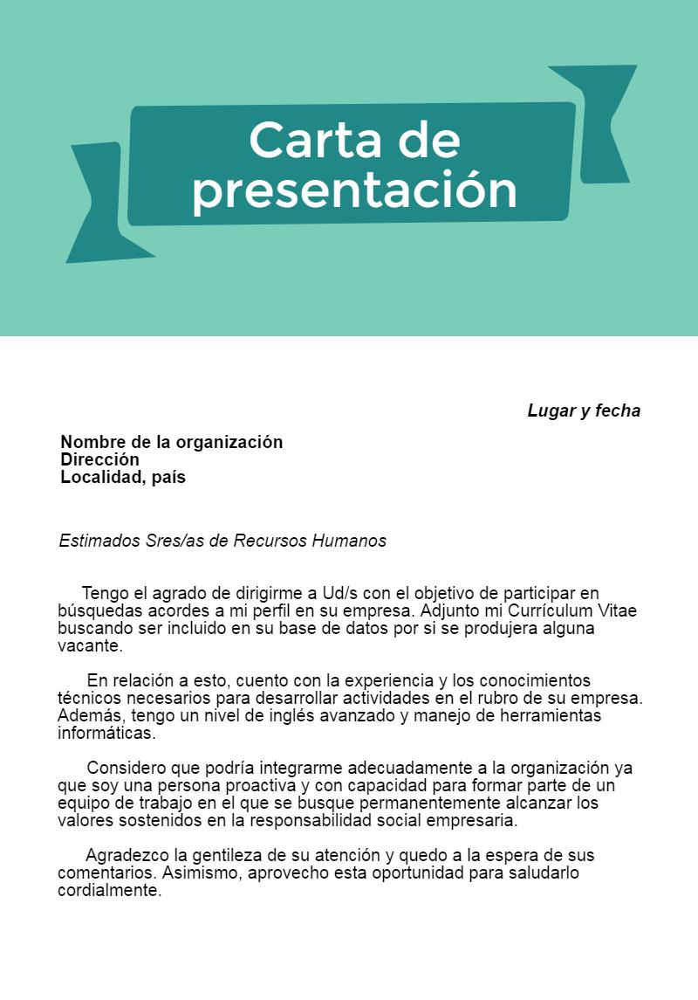 Carta de
presentación
Lugar y fecha
Nombre de la organización
Dirección
Localidad, país
Estimados Sres/as de Recursos Humanos
Tengo el agrado de dirigirme a Ud/s con el objetivo de participar en
búsquedas acordes a mi perfil en su empresa. Adjunto mi Currículum Vitae
buscando ser incluido en su base de datos por si se produjera alguna
vacante.
En relación a esto, cuento con la experiencia y los conocimientos
técnicos necesarios para desarrollar actividades en el rubro de su empresa.
Además, tengo un nivel de inglés avanzado y manejo de herramientas
informáticas.
Considero que podría integrarme adecuadamente a la organización ya
que soy una persona proactiva y con capacidad para formar parte de un
equipo de trabajo en el que se busque permanentemente alcanzar los
valores sostenidos en la responsabilidad social empresaria.
Agradezco la gentileza de su atención y quedo a la espera de sus
comentarios. Asimismo, aprovecho esta oportunidad para saludarlo
cordialmente.